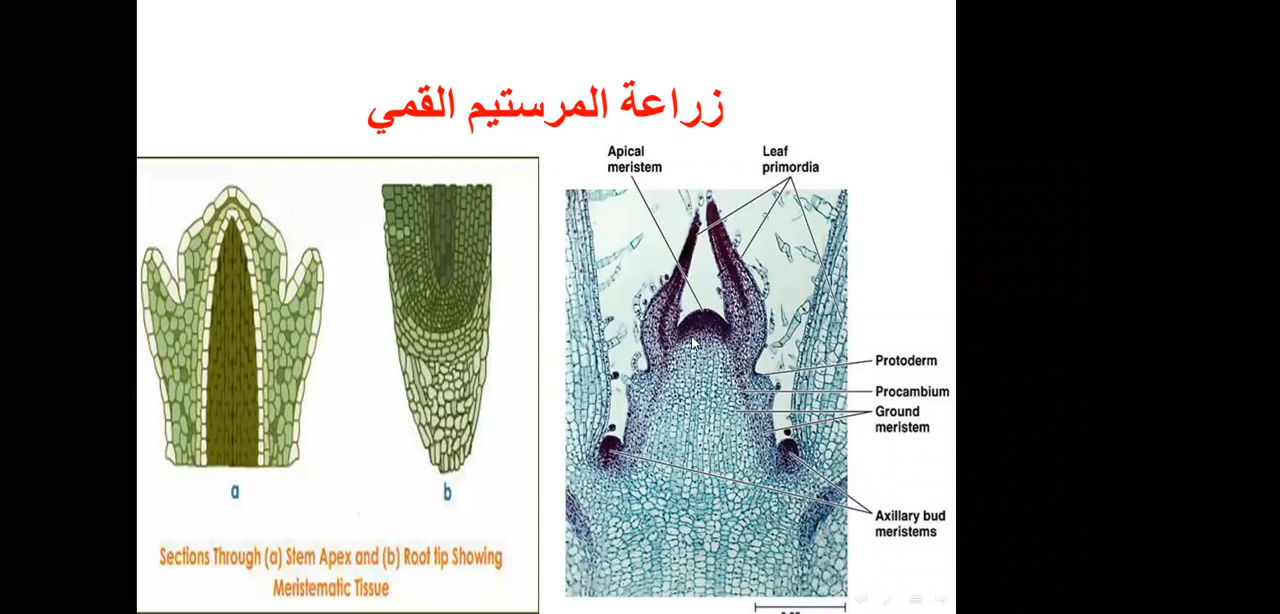 زراعة المرستيم القمي
Apical
meristem
Leaf
primordia
Protoderm
Procambium
Ground
meristem
Axillary bud
meristems
a
b
Sections Through (a) Stem Apex and (b) Root tip Showing
Meristematic Tissue